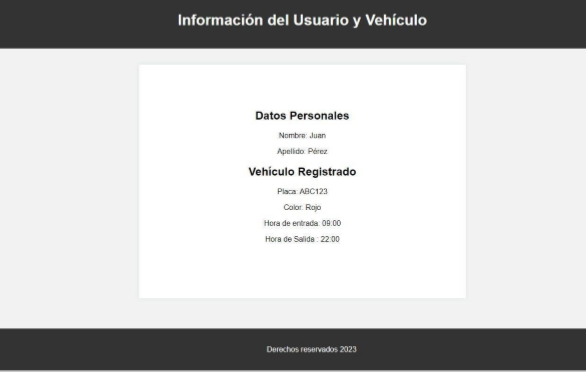 Información del Usuario y Vehículo
Datos Personales
Nombre: Juan
Apellido: Pérez
Vehículo Registrado
Placa: ABC123
Color: Rojo
Hora de entrada: 09:00
Hora de Salida : 22:00
Derechos reservados 2023